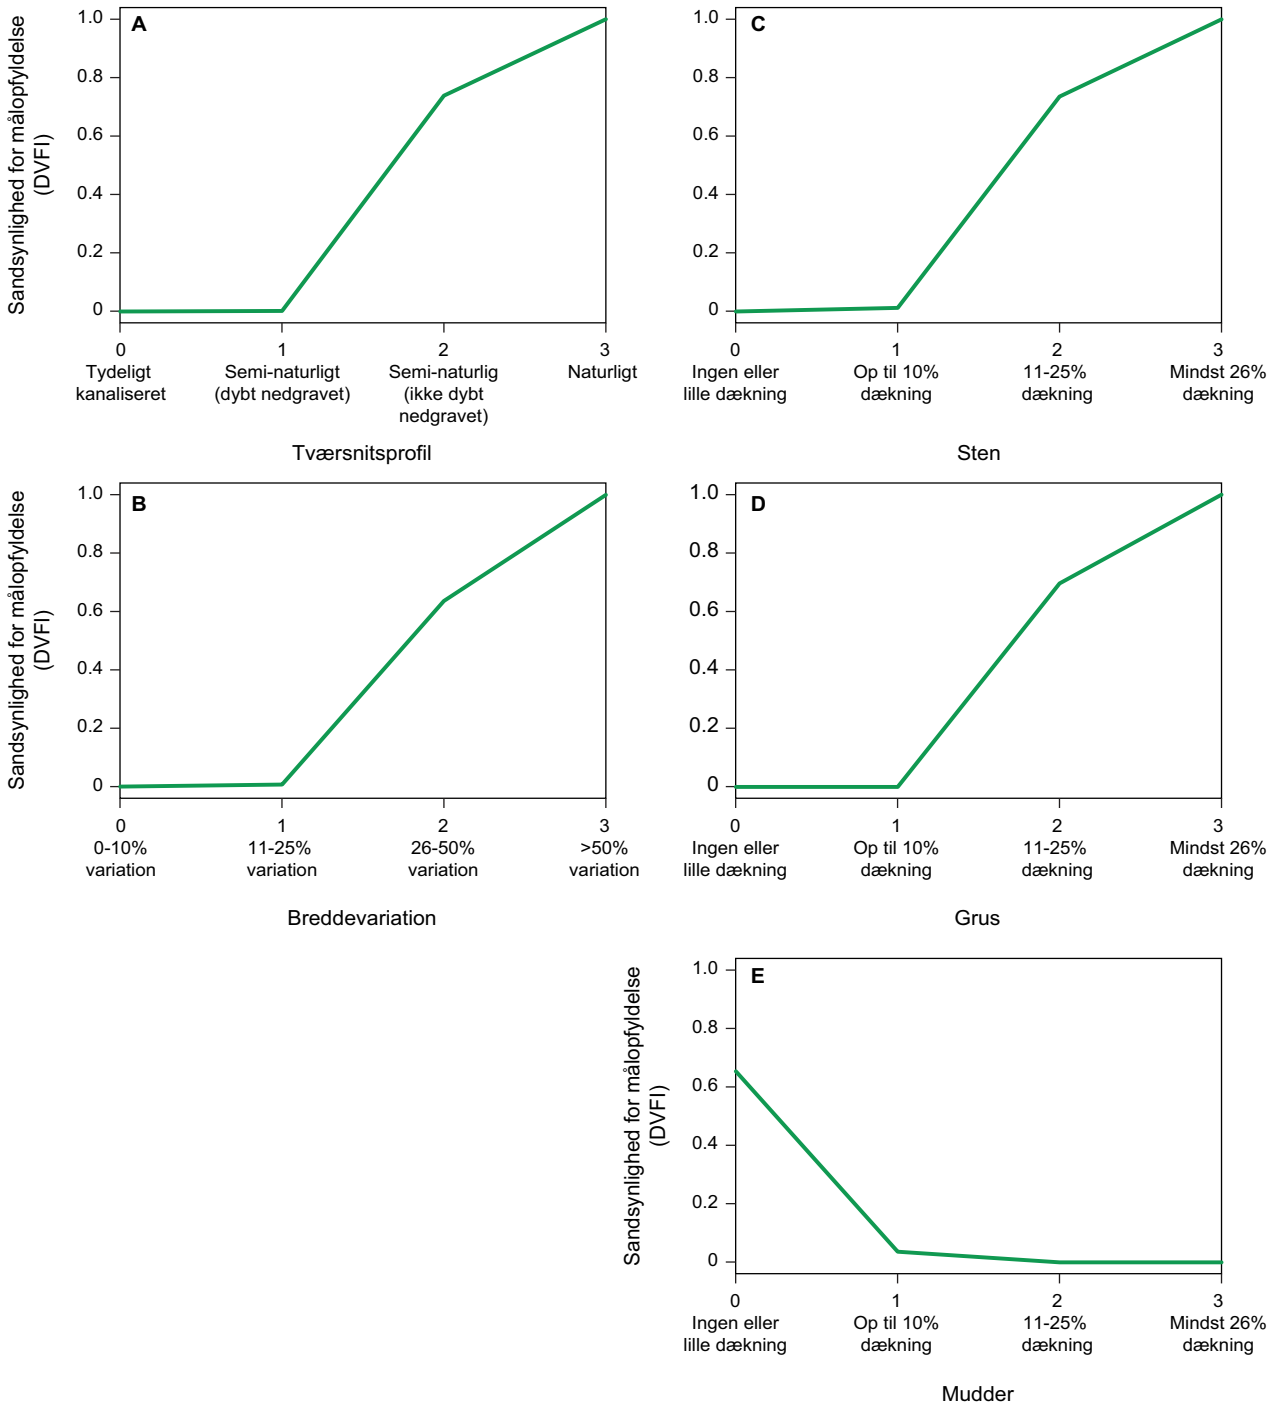 A
Sandsynlighed for målopfyldelse
(DVFI)
1.0
0.8
0.6
0.4
0.2
0
0 1 2 3
Tydeligt Semi-naturligt Semi-naturlig Naturligt
kanaliseret (dybt nedgravet) (ikke dybt
nedgravet)
Tværsnitsprofil
C
1.0
0.8
0.6
0.4
0.2
0
0 1 2 3
Ingen eller Op til 10% 11-25% Mindst 26%
lille dækning dækning dækning dækning
Sten
B
Sandsynlighed for målopfyldelse
(DVFI)
1.0
0.8
0.6
0.4
0.2
0
0 1 2 3
0-10% 11-25% 26-50% >50%
variation variation variation variation
Breddevariation
D
1.0
0.8
0.6
0.4
0.2
0
0 1 2 3
Ingen eller Op til 10% 11-25% Mindst 26%
lille dækning dækning dækning dækning
Grus
E
Sandsynlighed for målopfyldelse
(DVFI)
1.0
0.8
0.6
0.4
0.2
0
0 1 2 3
Ingen eller Op til 10% 11-25% Mindst 26%
lille dækning dækning dækning dækning
Mudder